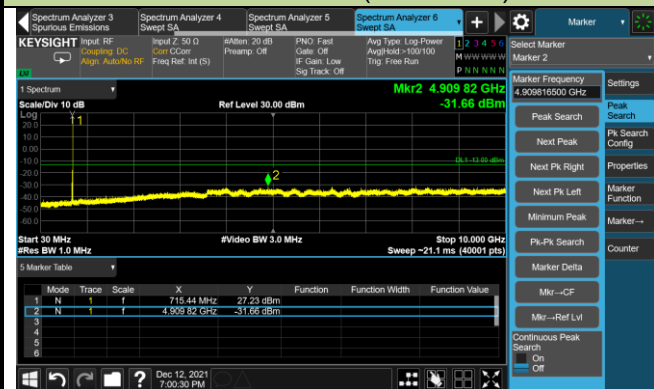 Spectrum Analyzer 3
Spurious Emissions
Spectrum Analyzer 4
Swept SA
Spectrum Analyzer 5
Swept SA
Spectrum Analyzer 6
Swept SA
Marker
KEYSIGHT
Input: RF
Coupling: DC
Align: Auto/No RF
Input Z: 50 Ω
Corr CCorr
Freq Ref: Int (S)
#Atten: 20 dB
Preamp: Off
PNO: Fast
Gate: Off
IF Gain: Low
Sig Track: Off
Avg Type: Log-Power
Avg|Hold:>100/100
Trig: Free Run
1 2 3 4 5 6
M W W W W W
P N N N N N
Select Marker
Marker 2
1 Spectrum
Scale/Div 10 dB
Ref Level 30.00 dBm
Mkr2 4.909 82 GHz
-31.66 dBm
Log
20.0
10.0
0.00
-10.0
-20.0
-30.0
-40.0
-50.0
-60.0
1
2
DL1 -13.00 dBm
Start 30 MHz
#Video BW 3.0 MHz
Stop 10.000 GHz
#Res BW 1.0 MHz
Sweep ~21.1 ms (40001 pts)
5 Marker Table
Mode Trace Scale X Y Function Function Width Function Value
1 N 1 f 715.44 MHz 27.23 dBm
2 N 1 f 4.909 82 GHz -31.66 dBm
3
4
5
6
Marker Frequency
4.909816500 GHz
Peak Search
Next Peak
Next Pk Right
Next Pk Left
Minimum Peak
Pk-Pk Search
Marker Delta
Mkr→CF
Mkr→Ref Lvl
Continuous Peak
Search
On
Off
Settings
Peak
Search
Pk Search
Config
Properties
Marker
Function
Marker→
Counter
?
Dec 12, 2021
7:00:30 PM